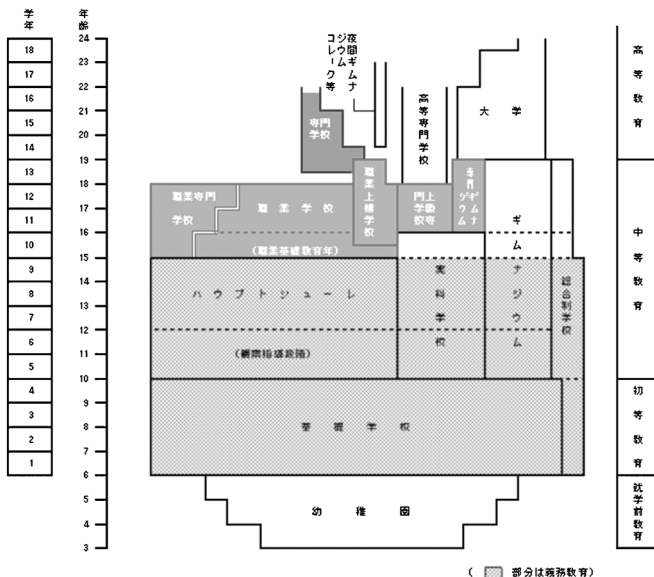 学年
年齢
24
23
22
21
20
19
18
17
16
15
14
13
12
11
10
9
8
7
6
5
4
3
18
17
16
15
14
13
12
11
10
9
8
7
6
5
4
3
2
1
夜間ギムナ
ジウム
コレーク等
専門
学校
高等専門学校
大学
職業専門
学校
職業学校
職業上構学校
上級専
門学校
専門ギムナ
ジウム
(職業基礎教育年)
ハウプトシューレ
実科学校
ギムナジウム
総合制学校
(観察指導段階)
基礎学校
幼稚園
高等教育
中等教育
初等教育
就学前教育
( 部分は義務教育)